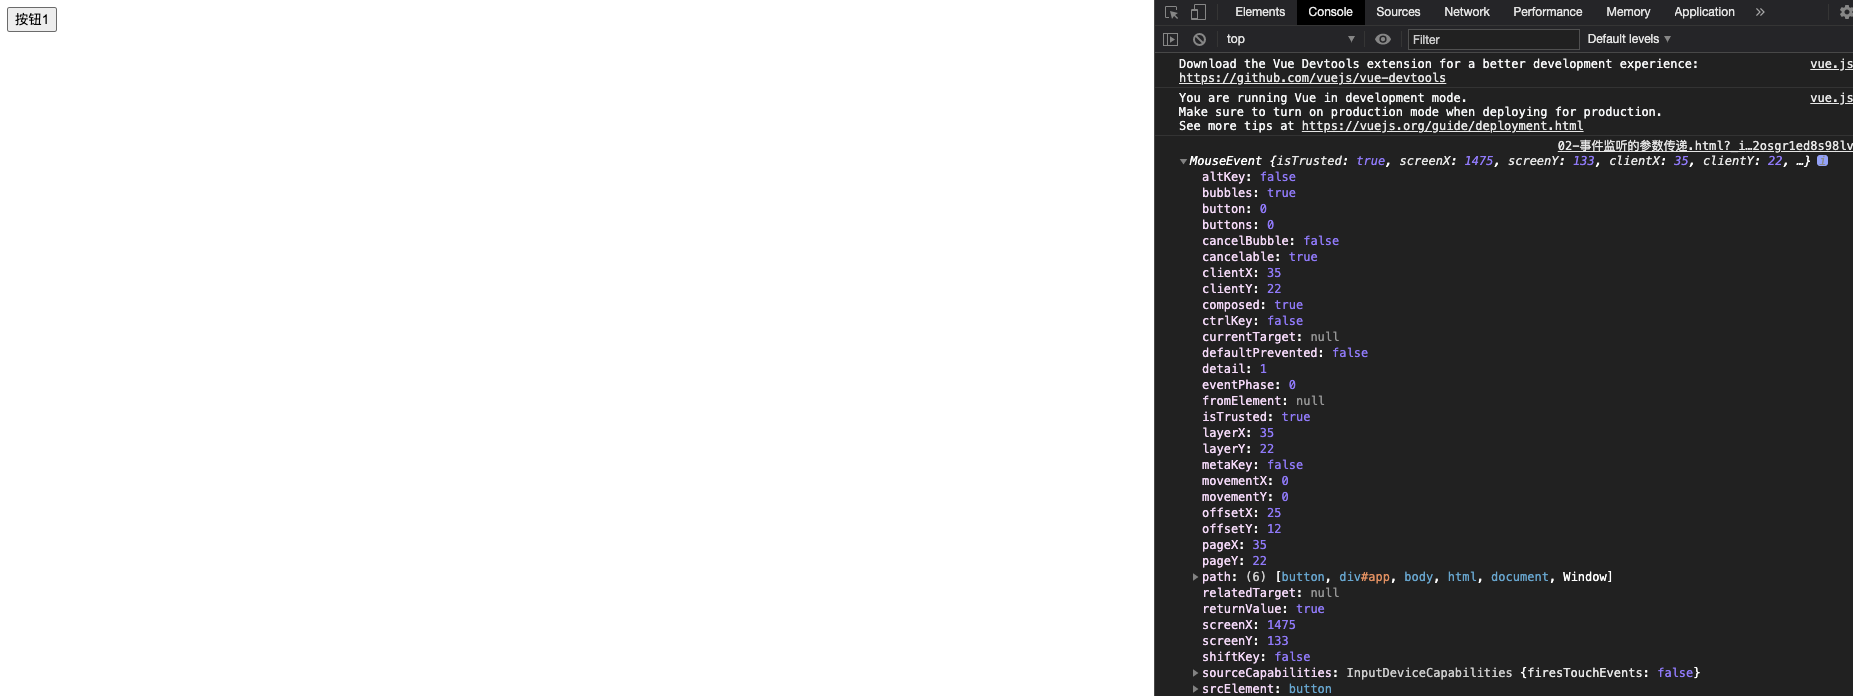 按钮1
Elements Console Sources Network Performance Memory Application »
top Filter Default levels
Download the Vue Devtools extension for a better development experience: vue.js
https://github.com/vuejs/vue-devtools
You are running Vue in development mode. vue.js
Make sure to turn on production mode when deploying for production.
See more tips at https://vuejs.org/guide/deployment.html
02-事件监听的参数传递.html?_i…2osgr1ed8s98lv
MouseEvent {isTrusted: true, screenX: 1475, screenY: 133, clientX: 35, clientY: 22, …}
altKey: false
bubbles: true
button: 0
buttons: 0
cancelBubble: false
cancelable: true
clientX: 35
clientY: 22
composed: true
ctrlKey: false
currentTarget: null
defaultPrevented: false
detail: 1
eventPhase: 0
fromElement: null
isTrusted: true
layerX: 35
layerY: 22
metaKey: false
movementX: 0
movementY: 0
offsetX: 25
offsetY: 12
pageX: 35
pageY: 22
path: (6) [button, div#app, body, html, document, Window]
relatedTarget: null
returnValue: true
screenX: 1475
screenY: 133
shiftKey: false
sourceCapabilities: InputDeviceCapabilities {firesTouchEvents: false}
srcElement: button